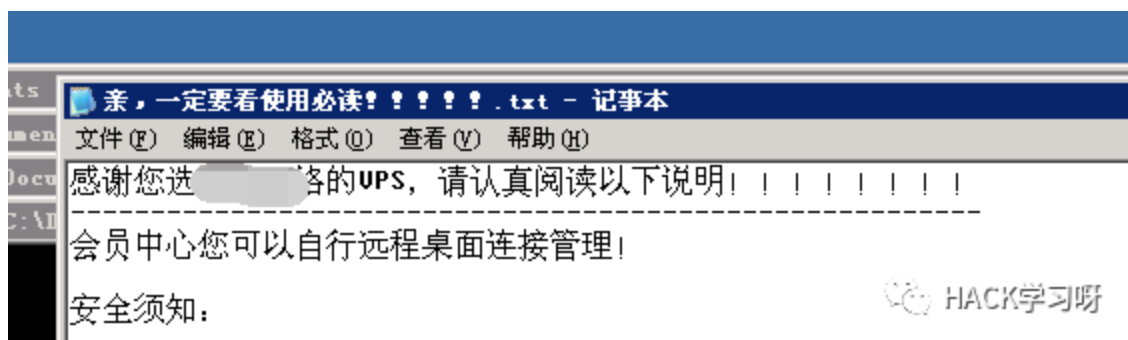 亲，一定要看使用必读！！！！！.txt - 记事本
文件(F) 编辑(E) 格式(O) 查看(V) 帮助(H)
感谢您选 络的VPS, 请认真阅读以下说明！！！！！！！！
---------------------------------------------------------
会员中心您可以自行远程桌面连接管理！
安全须知：
HACK学习呀